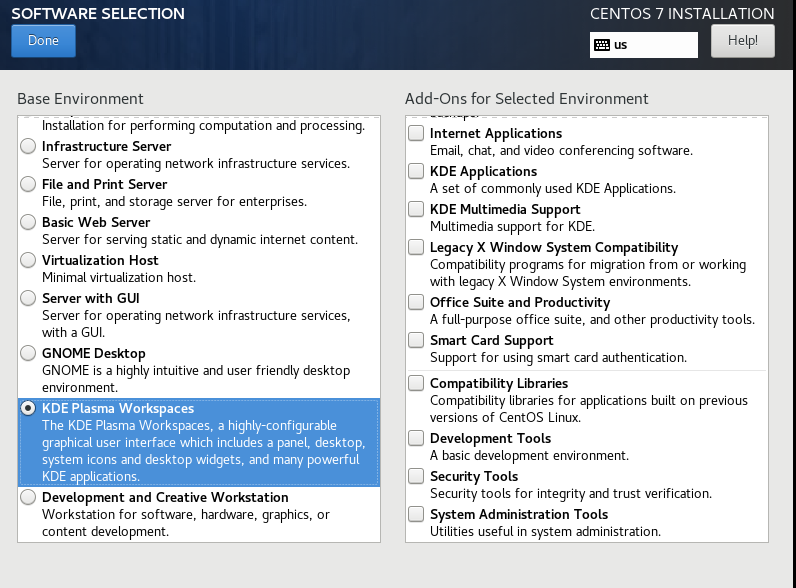 SOFTWARE SELECTION
CENTOS 7 INSTALLATION
Done
us
Help!
Base Environment
Installation for performing computation and processing.
Infrastructure Server
Server for operating network infrastructure services.
File and Print Server
File, print, and storage server for enterprises.
Basic Web Server
Server for serving static and dynamic internet content.
Virtualization Host
Minimal virtualization host.
Server with GUI
Server for operating network infrastructure services,
with a GUI.
GNOME Desktop
GNOME is a highly intuitive and user friendly desktop
environment.
KDE Plasma Workspaces
The KDE Plasma Workspaces, a highly-configurable
graphical user interface which includes a panel, desktop,
system icons and desktop widgets, and many powerful
KDE applications.
Development and Creative Workstation
Workstation for software, hardware, graphics, or
content development.
Add-Ons for Selected Environment
Internet Applications
Email, chat, and video conferencing software.
KDE Applications
A set of commonly used KDE Applications.
KDE Multimedia Support
Multimedia support for KDE.
Legacy X Window System Compatibility
Compatibility programs for migration from or working
with legacy X Window System environments.
Office Suite and Productivity
A full-purpose office suite, and other productivity tools.
Smart Card Support
Support for using smart card authentication.
Compatibility Libraries
Compatibility libraries for applications built on previous
versions of CentOS Linux.
Development Tools
A basic development environment.
Security Tools
Security tools for integrity and trust verification.
System Administration Tools
Utilities useful in system administration.